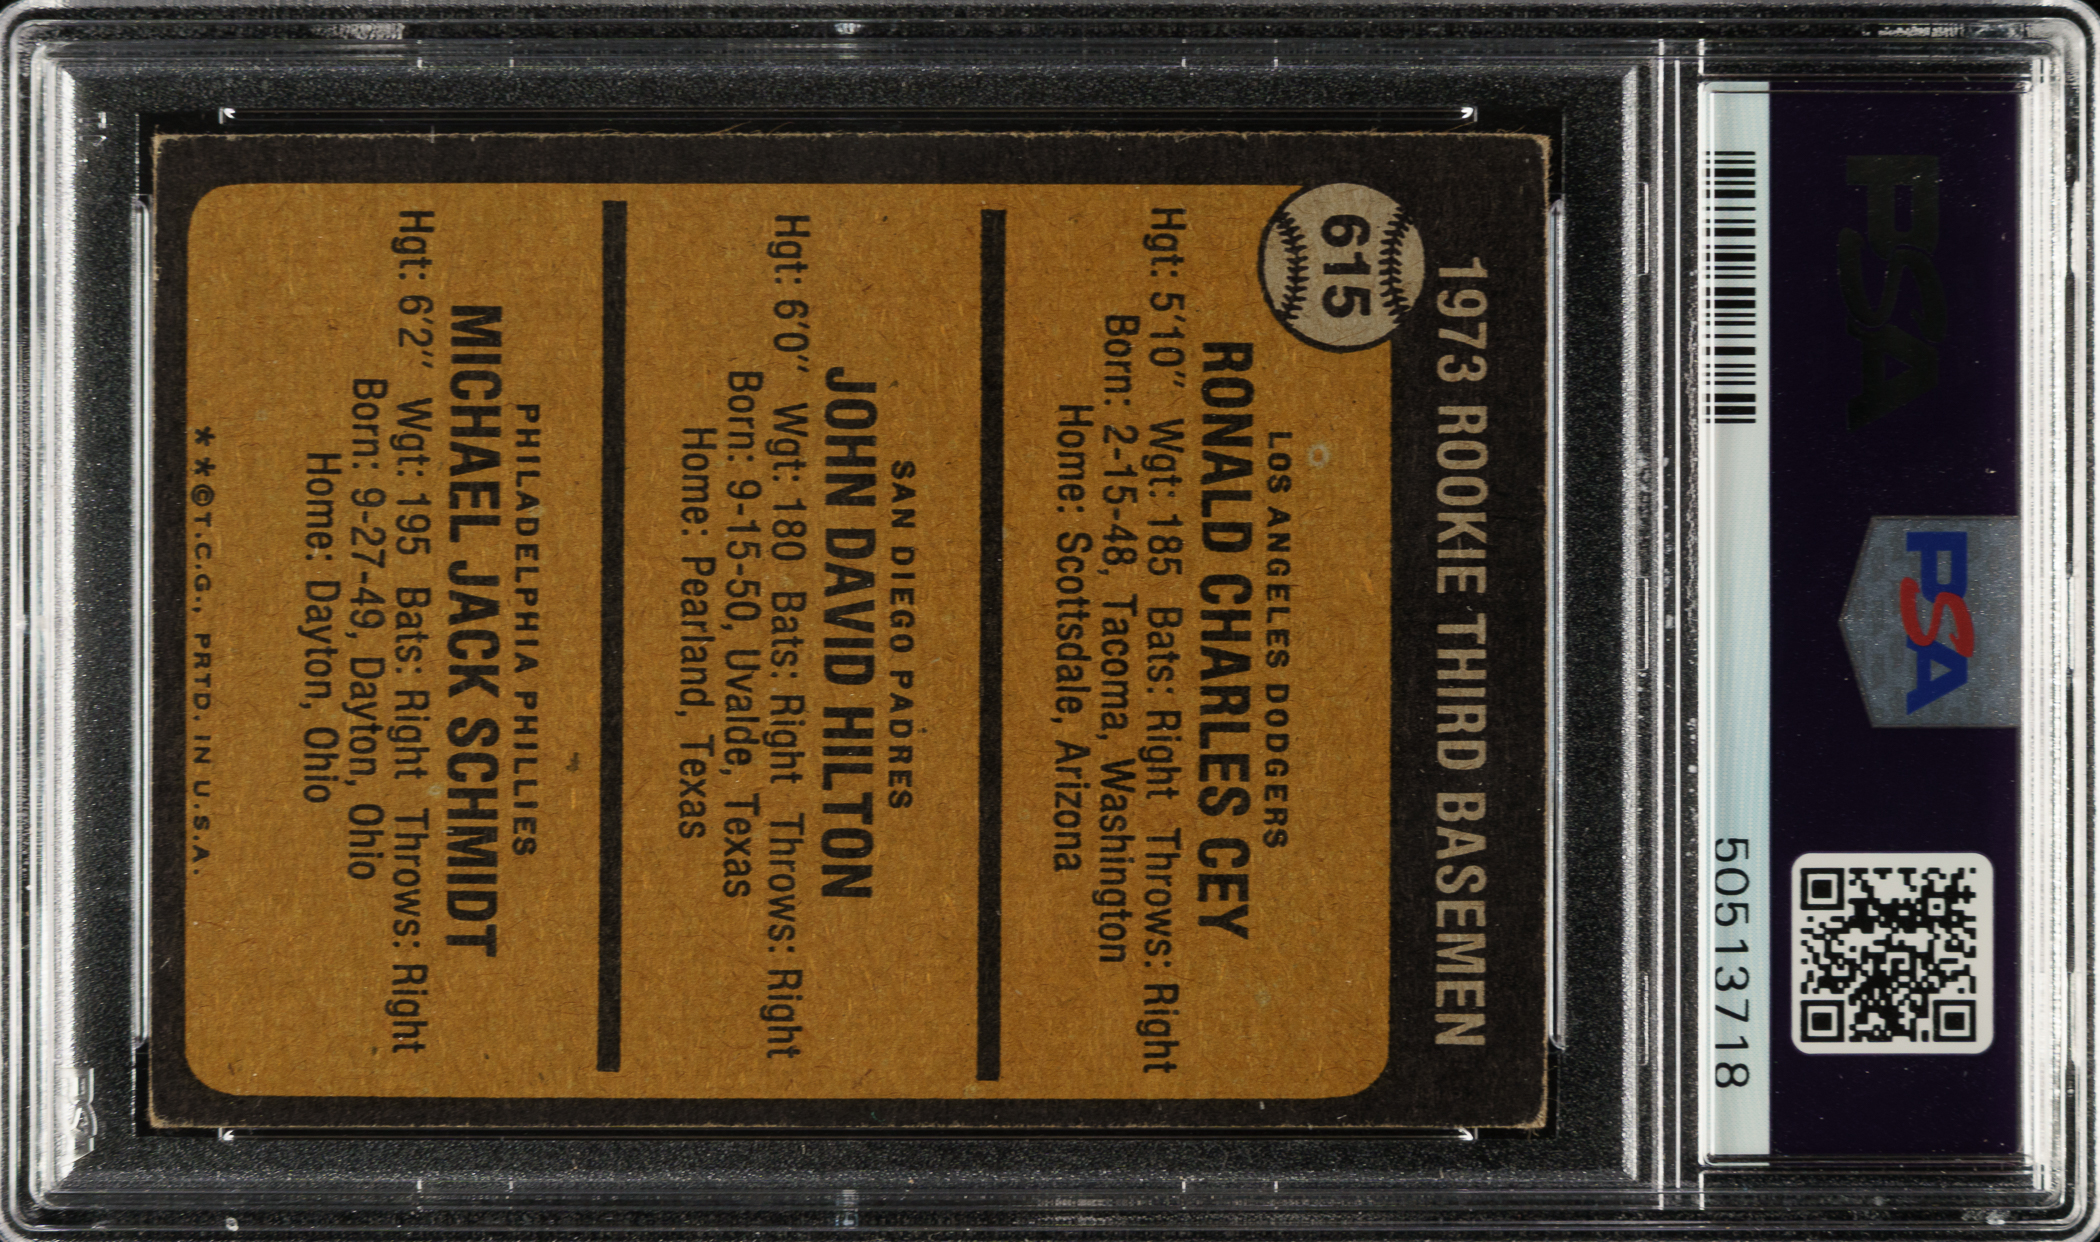 PSA
PSA
50513718
1973 ROOKIE THIRD BASEMEN
615
LOS ANGELES DODGERS
RONALD CHARLES CEY
Hgt: 5'10" Wgt: 185 Bats: Right Throws: Right
Born: 2-15-48, Tacoma, Washington
Home: Scottsdale, Arizona
SAN DIEGO PADRES
JOHN DAVID HILTON
Hgt: 6'0" Wgt: 180 Bats: Right Throws: Right
Born: 9-15-50, Uvalde, Texas
Home: Pearland, Texas
PHILADELPHIA PHILLIES
MICHAEL JACK SCHMIDT
Hgt: 6'2" Wgt: 195 Bats: Right Throws: Right
Born: 9-27-49, Dayton, Ohio
Home: Dayton, Ohio
**©T.C.G., PRTD. IN U.S.A.